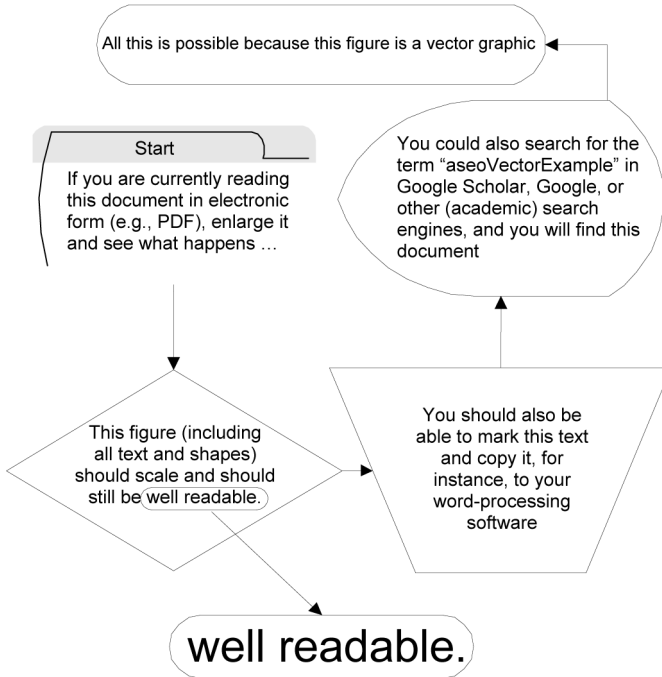 All this is possible because this figure is a vector graphic
Start
If you are currently reading
this document in electronic
form (e.g., PDF), enlarge it
and see what happens …
You could also search for the
term “aseoVectorExample” in
Google Scholar, Google, or
other (academic) search
engines, and you will find this
document
This figure (including
all text and shapes)
should scale and should
still be well readable.
You should also be
able to mark this text
and copy it, for
instance, to your
word-processing
software
well readable.